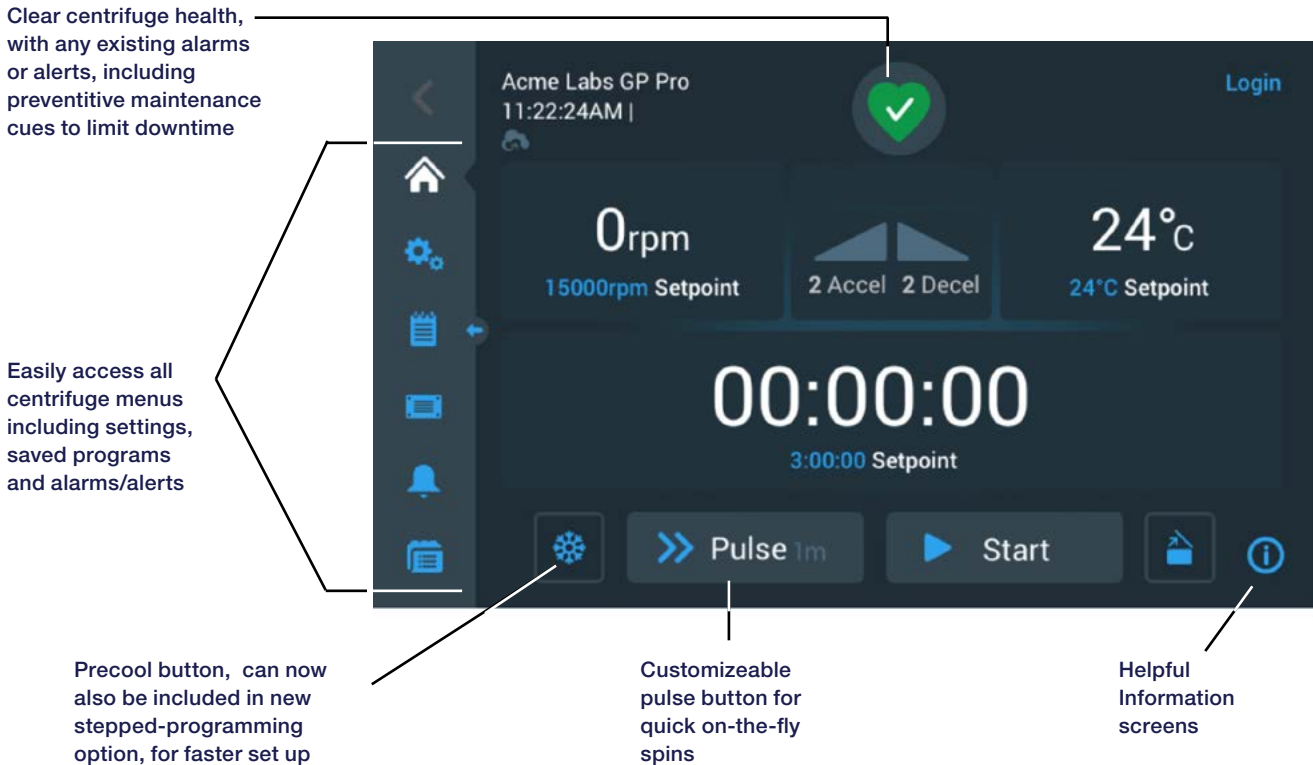 Clear centrifuge health,
with any existing alarms
or alerts, including
preventitive maintenance
cues to limit downtime
Acme Labs GP Pro
11:22:24AM |
Login
0rpm
15000rpm Setpoint
2 Accel 2 Decel
24°C
24°C Setpoint
00:00:00
3:00:00 Setpoint
Easily access all
centrifuge menus
including settings,
saved programs
and alarms/alerts
Pulse 1m
Start
Precool button, can now
also be included in new
stepped-programming
option, for faster set up
Customizeable
pulse button for
quick on-the-fly
spins
Helpful
Information
screens